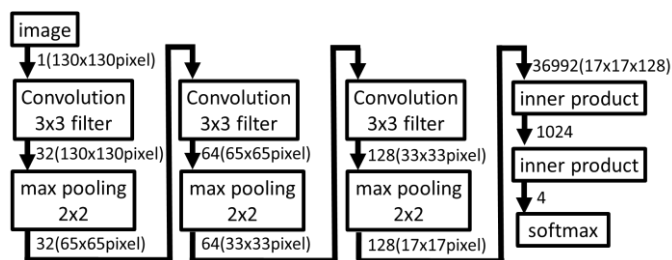 image
1(130x130pixel)
Convolution
3x3 filter
32(130x130pixel)
max pooling
2x2
32(65x65pixel)
Convolution
3x3 filter
64(65x65pixel)
max pooling
2x2
64(33x33pixel)
Convolution
3x3 filter
128(33x33pixel)
max pooling
2x2
128(17x17pixel)
36992(17x17x128)
inner product
1024
inner product
4
softmax